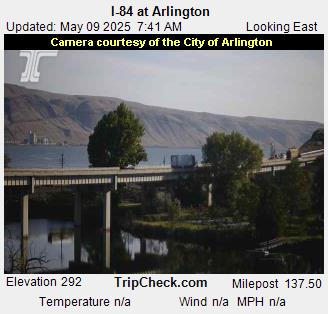 I-84 at Arlington
Updated: May 09 2025 7:41 AM Looking East
Camera courtesy of the City of Arlington
Elevation 292 TripCheck.com Milepost 137.50
Temperature n/a Wind n/a MPH n/a